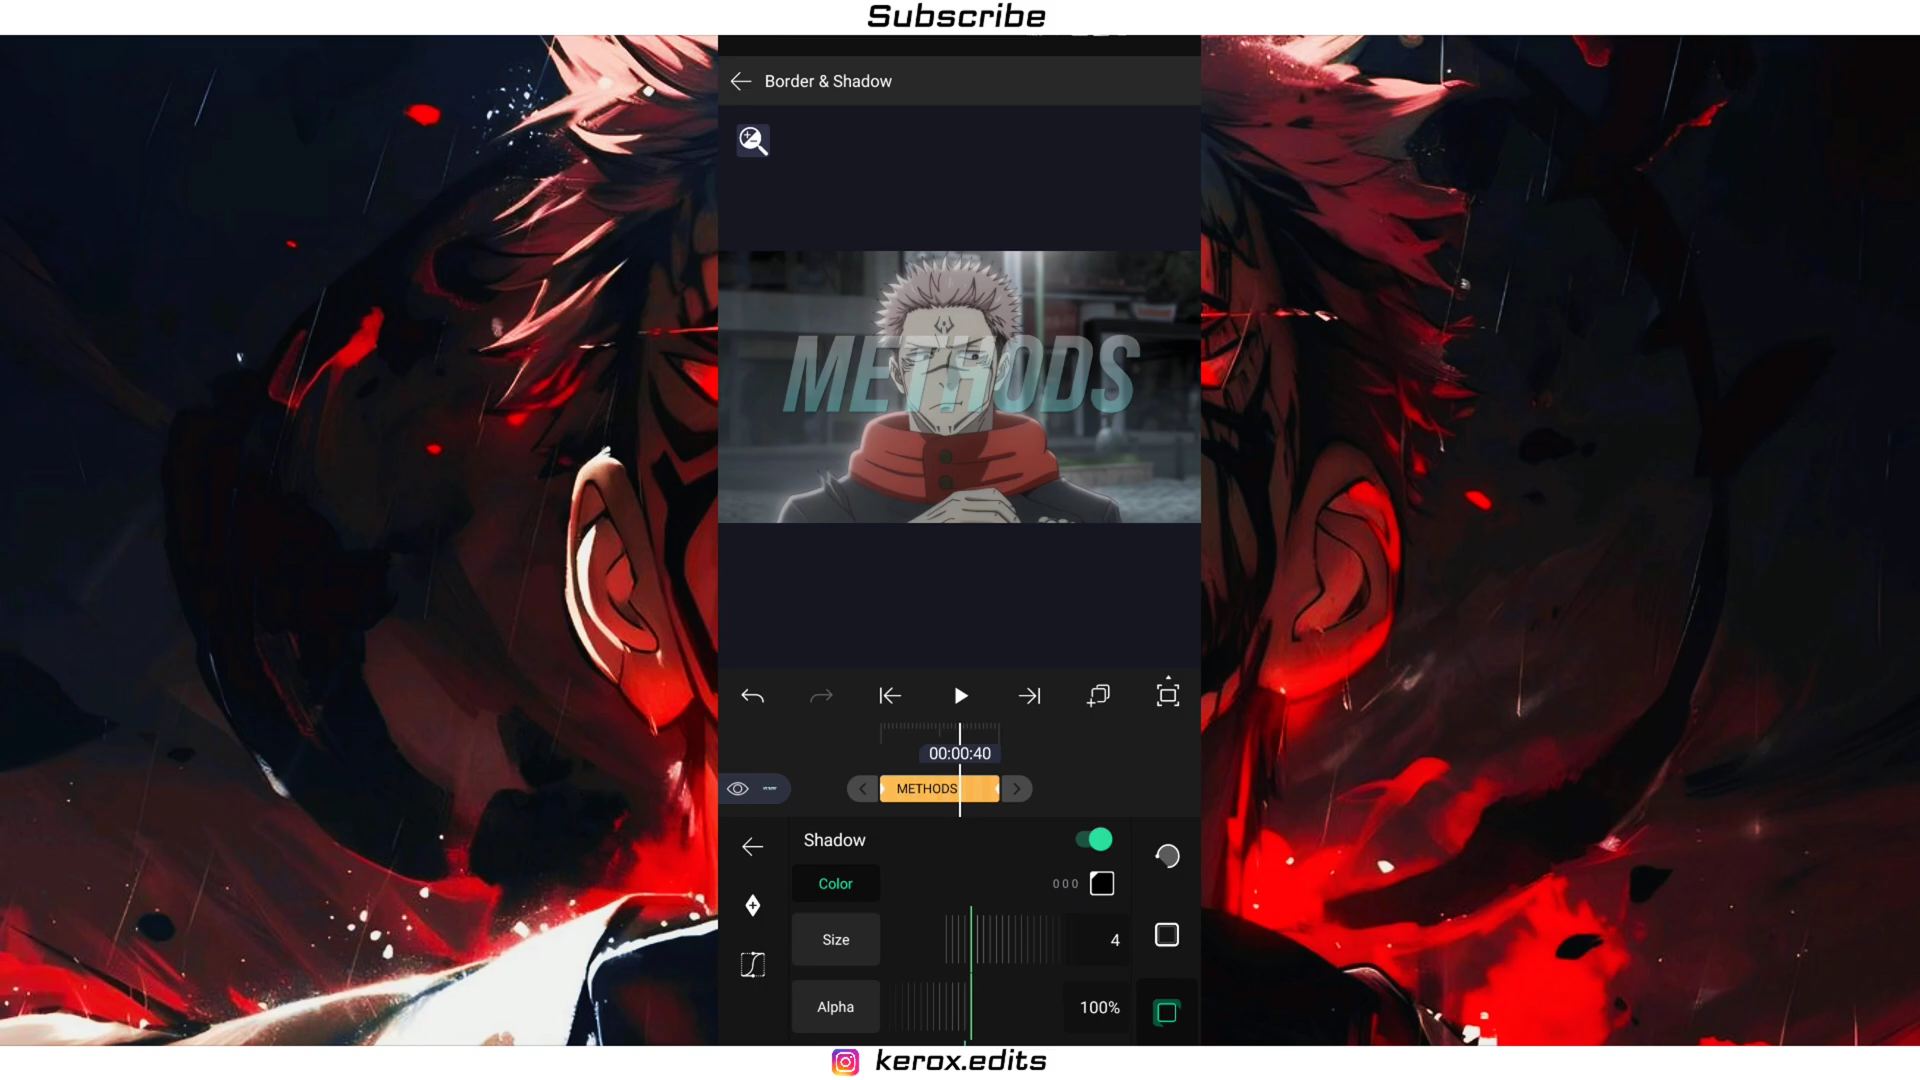 Subscribe
Border & Shadow
METHODS
00:00:40
METHODS
Shadow
Color
000
Size
4
Alpha
100%
kerox.edits